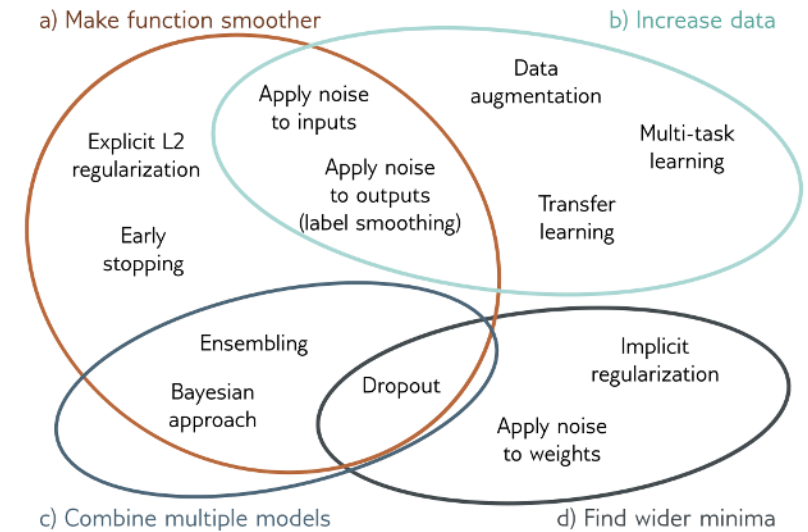 a) Make function smoother
b) Increase data
Data
augmentation
Apply noise
to inputs
Multi-task
learning
Explicit L2
regularization
Apply noise
to outputs
(label smoothing)
Transfer
learning
Early
stopping
Ensembling
Implicit
regularization
Bayesian
approach
Dropout
Apply noise
to weights
c) Combine multiple models
d) Find wider minima